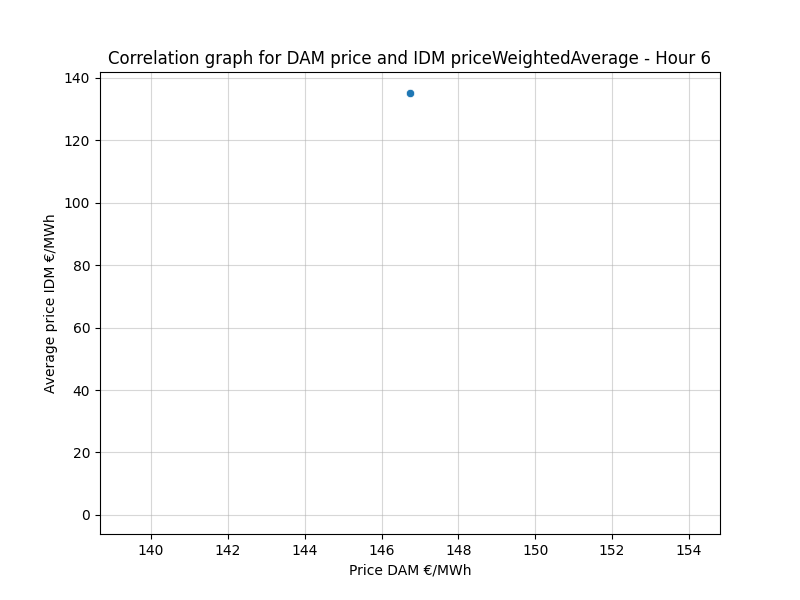 Correlation graph for DAM price and IDM priceWeightedAverage - Hour 6
140
120
100
80
60
40
20
0
Average price IDM €/MWh
140 142 144 146 148 150 152 154
Price DAM €/MWh